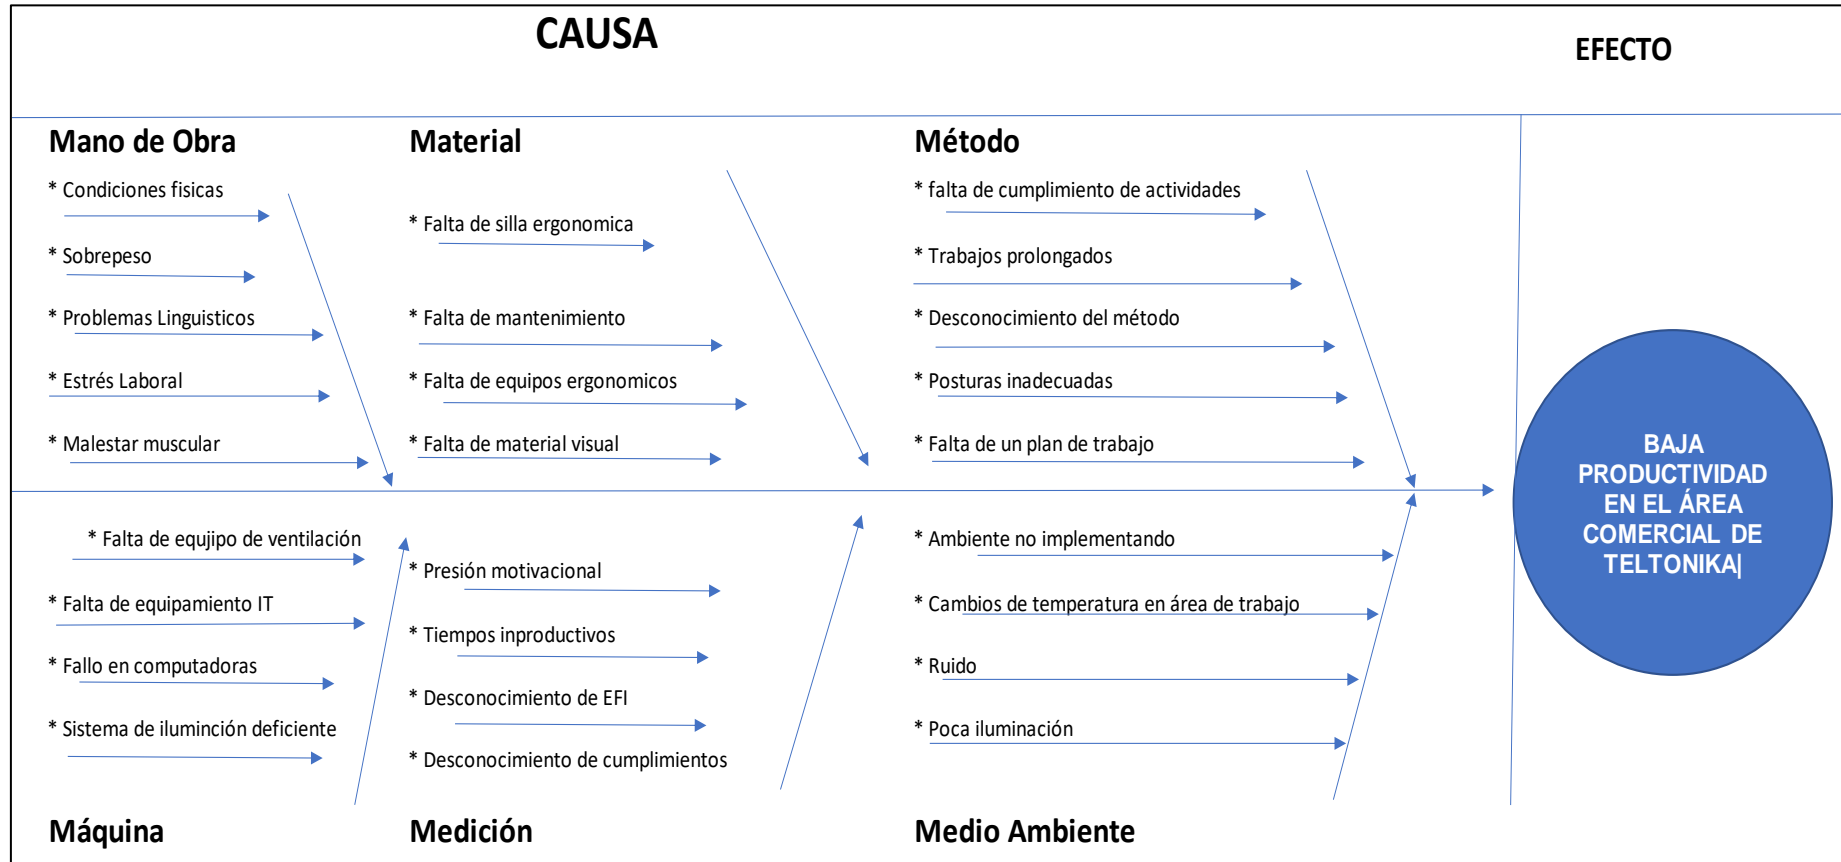 CAUSA
EFECTO
Mano de Obra
* Condiciones fisicas
* Sobrepeso
* Problemas Linguisticos
* Estrés Laboral
* Malestar muscular
Material
* Falta de silla ergonomica
* Falta de mantenimiento
* Falta de equipos ergonomicos
* Falta de material visual
Método
* falta de cumplimiento de actividades
* Trabajos prolongados
* Desconocimiento del método
* Posturas inadecuadas
* Falta de un plan de trabajo
BAJA
PRODUCTIVIDAD
EN EL ÁREA
COMERCIAL DE
TELTONIKA
* Falta de equjipo de ventilación
* Falta de equipamiento IT
* Fallo en computadoras
* Sistema de iluminción deficiente
Máquina
* Presión motivacional
* Tiempos inproductivos
* Desconocimiento de EFI
* Desconocimiento de cumplimientos
Medición
* Ambiente no implementando
* Cambios de temperatura en área de trabajo
* Ruido
* Poca iluminación
Medio Ambiente